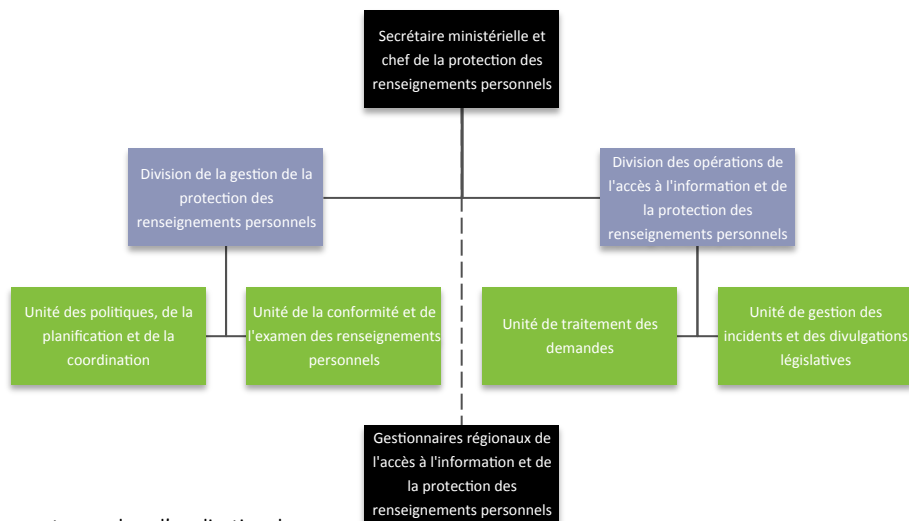 Secrétaire ministérielle et
chef de la protection des
renseignements personnels
Division de la gestion de la
protection des
renseignements personnels
Division des opérations de
l'accès à l'information et de
la protection des
renseignements personnels
Unité des politiques, de la
planification et de la
coordination
Unité de la conformité et de
l'examen des renseignements
personnels
Unité de traitement des
demandes
Unité de gestion des
incidents et des divulgations
législatives
Gestionnaires régionaux de
l'accès à l'information et de
la protection des
renseignements personnels